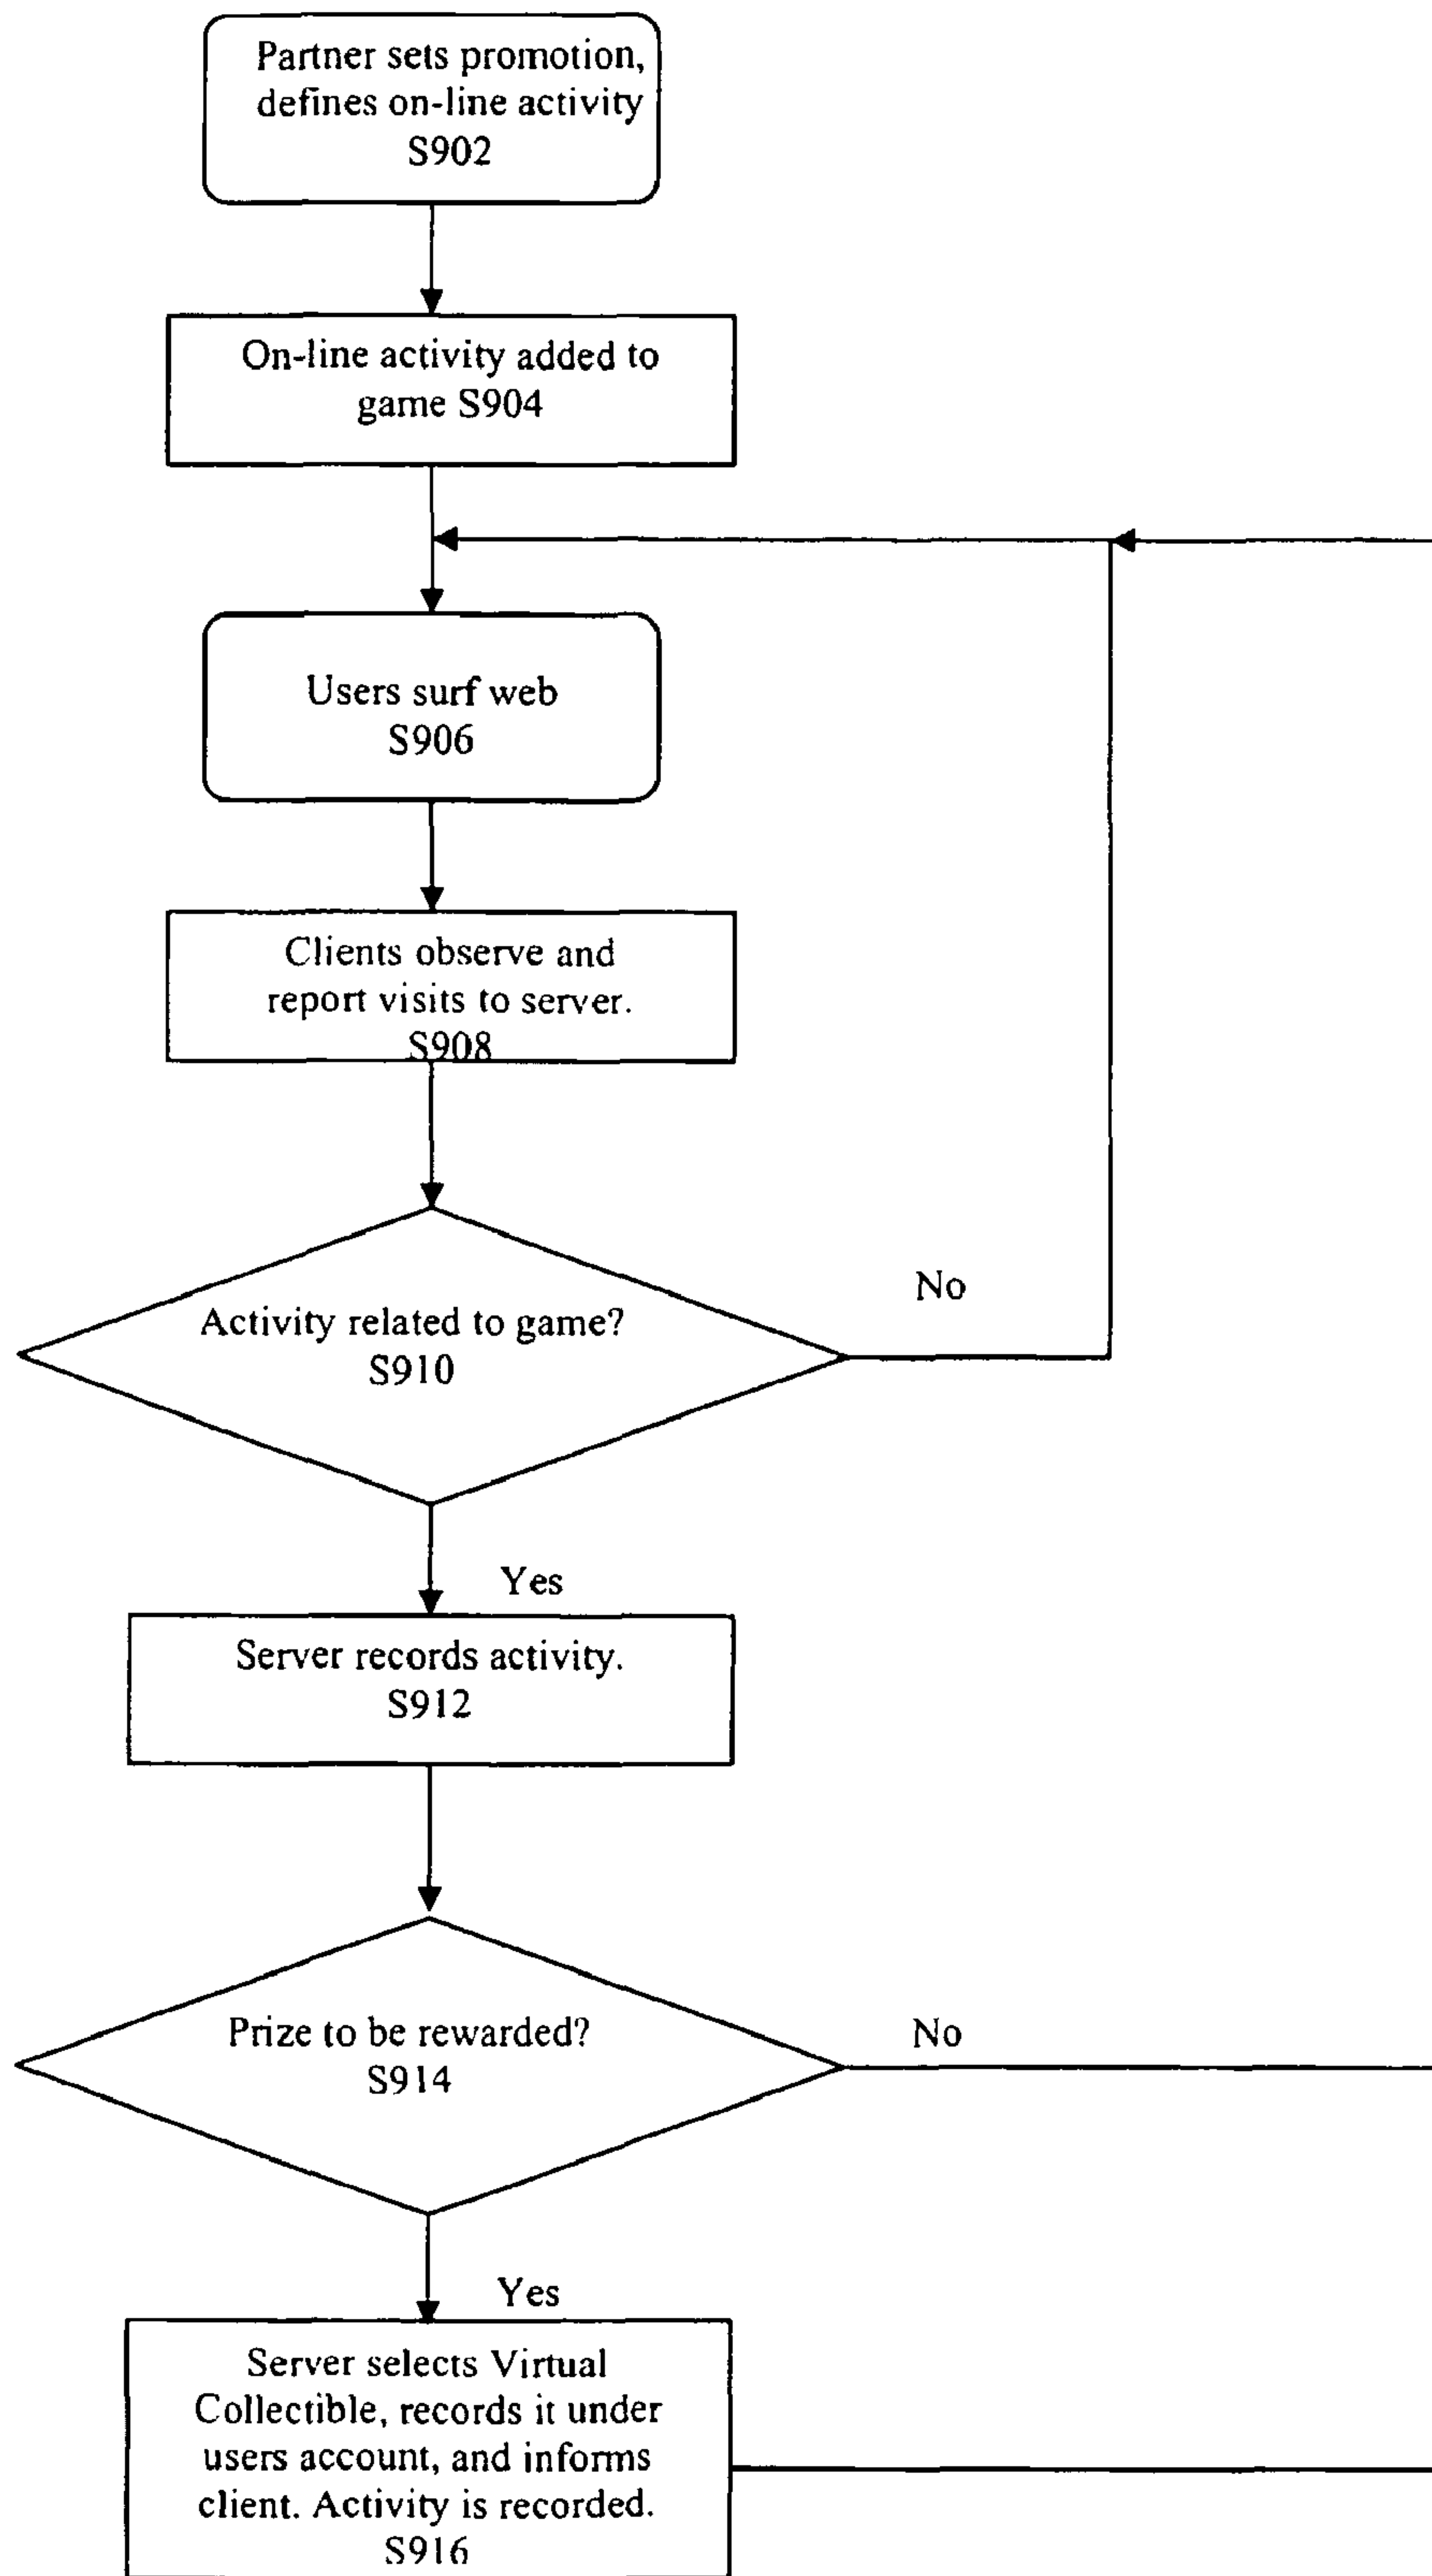 Partner sets promotion,
defines on-line activity
S902
On-line activity added to
game S904
Users surf web
S906
Clients observe and
report visits to server.
S908
Activity related to game?
S910
No
Yes
Server records activity.
S912
Prize to be rewarded?
S914
No
Yes
Server selects Virtual
Collectible, records it under
users account, and informs
client. Activity is recorded.
S916